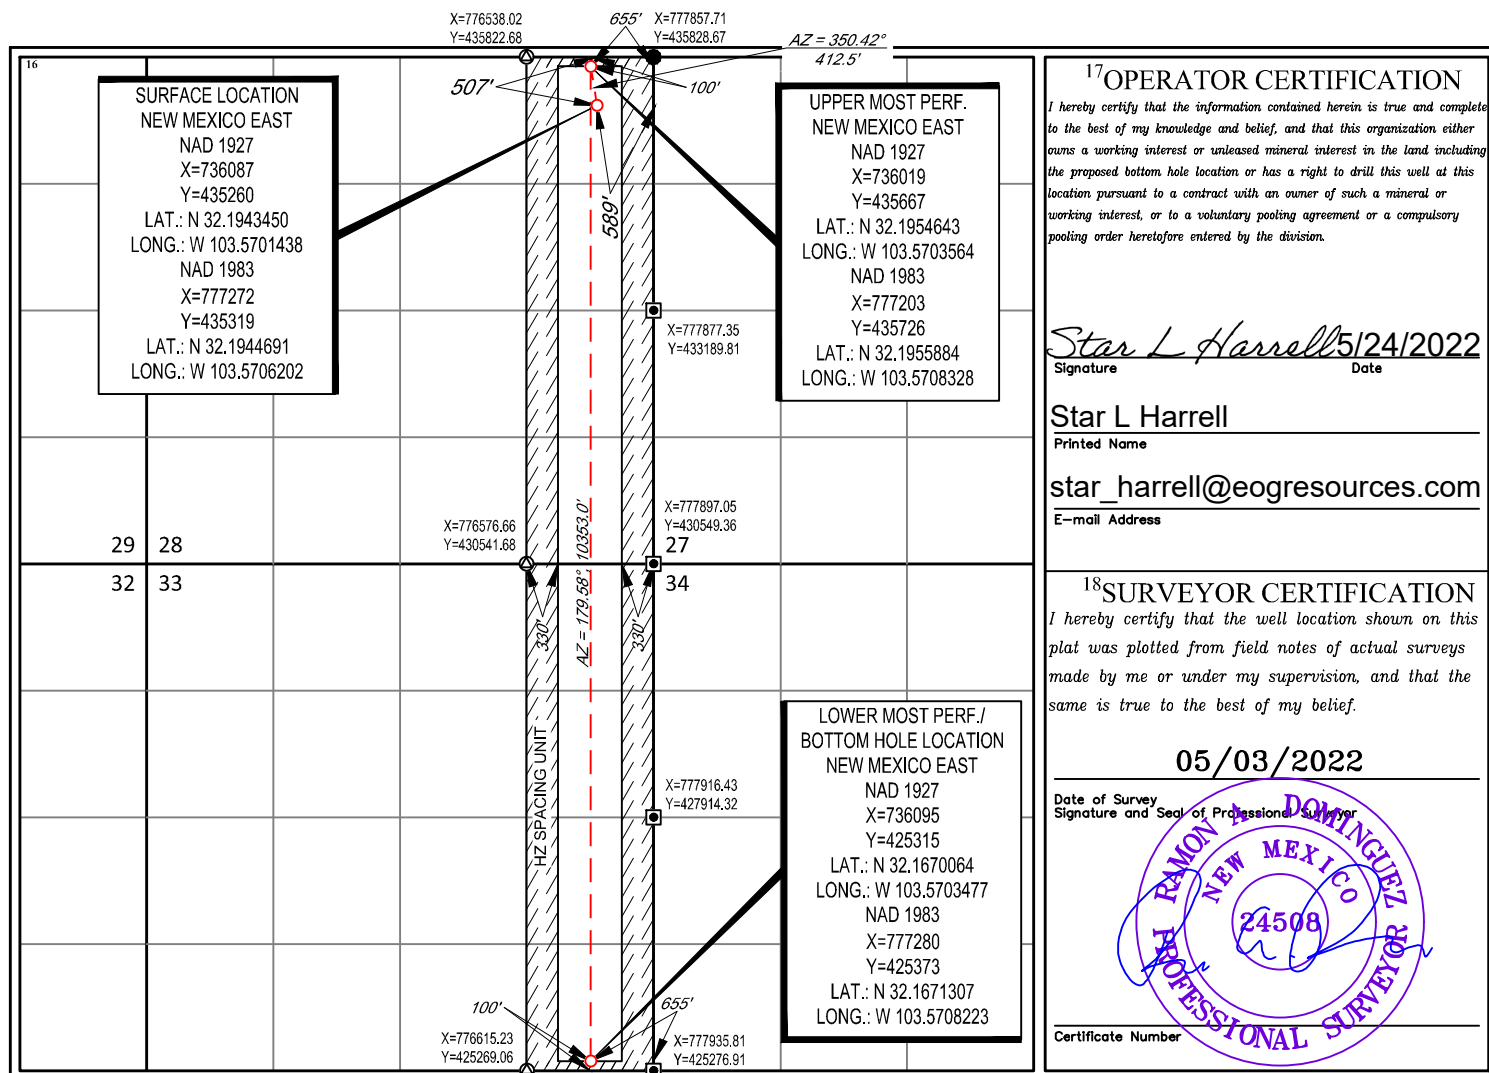 X=776538.02
Y=435822.68
655'
X=777857.71
Y=435828.67
AZ = 350.42°
412.5'
16
507'
100'
589'
SURFACE LOCATION
NEW MEXICO EAST
NAD 1927
X=736087
Y=435260
LAT.: N 32.1943450
LONG.: W 103.5701438
NAD 1983
X=777272
Y=435319
LAT.: N 32.1944691
LONG.: W 103.5706202
UPPER MOST PERF.
NEW MEXICO EAST
NAD 1927
X=736019
Y=435667
LAT.: N 32.1954643
LONG.: W 103.5703564
NAD 1983
X=777203
Y=435726
LAT.: N 32.1955884
LONG.: W 103.5708328
X=777877.35
Y=433189.81
X=776576.66
Y=430541.68
X=777897.05
Y=430549.36
29 28
27
32 33
34
330'
AZ = 179.58°, 10353.0'
330'
HZ SPACING UNIT
X=777916.43
Y=427914.32
LOWER MOST PERF./
BOTTOM HOLE LOCATION
NEW MEXICO EAST
NAD 1927
X=736095
Y=425315
LAT.: N 32.1670064
LONG.: W 103.5703477
NAD 1983
X=777280
Y=425373
LAT.: N 32.1671307
LONG.: W 103.5708223
100'
655'
X=776615.23
Y=425269.06
X=777935.81
Y=425276.91
17OPERATOR CERTIFICATION
I hereby certify that the information contained herein is true and complete
to the best of my knowledge and belief, and that this organization either
owns a working interest or unleased mineral interest in the land including
the proposed bottom hole location or has a right to drill this well at this
location pursuant to a contract with an owner of such a mineral or
working interest, or to a voluntary pooling agreement or a compulsory
pooling order heretofore entered by the division.
Star L Harrell 5/24/2022
Signature Date
Star L Harrell
Printed Name
star_harrell@eogresources.com
E-mail Address
18SURVEYOR CERTIFICATION
I hereby certify that the well location shown on this
plat was plotted from field notes of actual surveys
made by me or under my supervision, and that the
same is true to the best of my belief.
05/03/2022
Date of Survey
Signature and Seal of Professional Surveyor
RAMON A. DOMINGUEZ
NEW MEXICO
24508
PROFESSIONAL SURVEYOR
Certificate Number